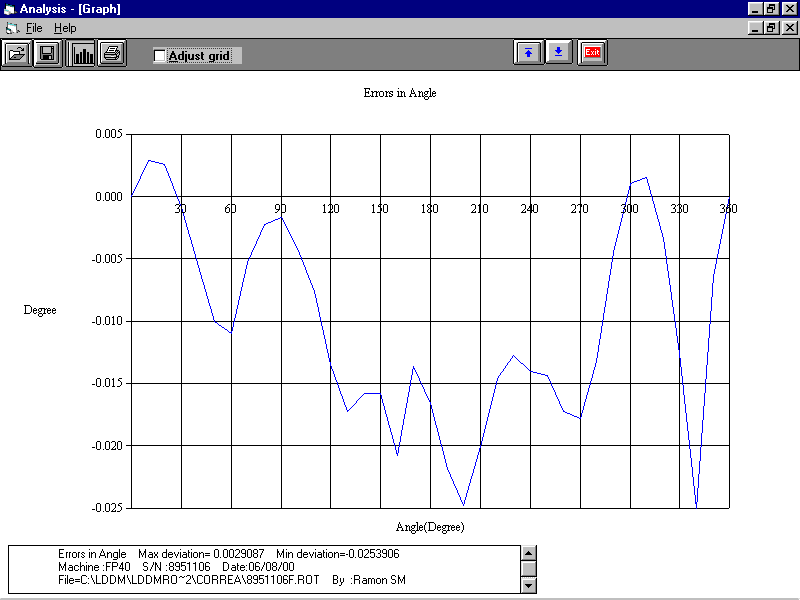 Analysis - [Graph]
File Help
Adjust grid
Exit
Errors in Angle
0.005
0.000
30 60 90 120 150 180 210 240 270 300 330 360
-0.005
Degree
-0.010
-0.015
-0.020
-0.025
Angle(Degree)
Errors in Angle Max deviation= 0.0029087 Min deviation=-0.0253906
Machine :FP40 S/N :8951106 Date:06/08/00
File=C:\LDDM\LDDMRO~2\CORREA\8951106F.ROT By :Ramon SM